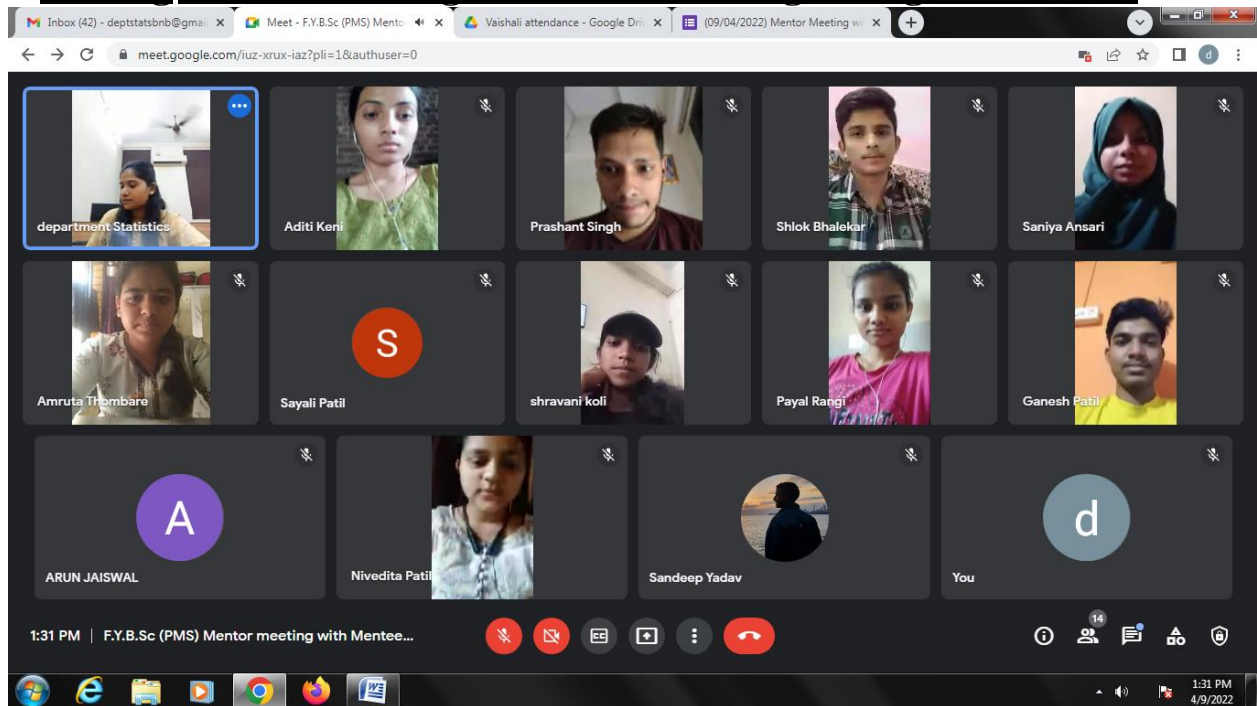 Inbox (42) - deptstatsbnb@gmai
Meet - F.Y.B.Sc (PMS) Mento
Vaishali attendance - Google Driv
(09/04/2022) Mentor Meeting wi
meet.google.com/iuz-xrux-iaz?pli=1&authuser=0
d
department Statistics
Aditi Keni
Prashant Singh
Shlok Bhalekar
Saniya Ansari
S
Amruta Thombare
Sayali Patil
shravani koli
Payal Rangi
Ganesh Patil
A
d
ARUN JAISWAL
Nivedita Patil
Sandeep Yadav
You
1:31 PM | F.Y.B.Sc (PMS) Mentor meeting with Mentee...
CC
14
1:31 PM
4/9/2022